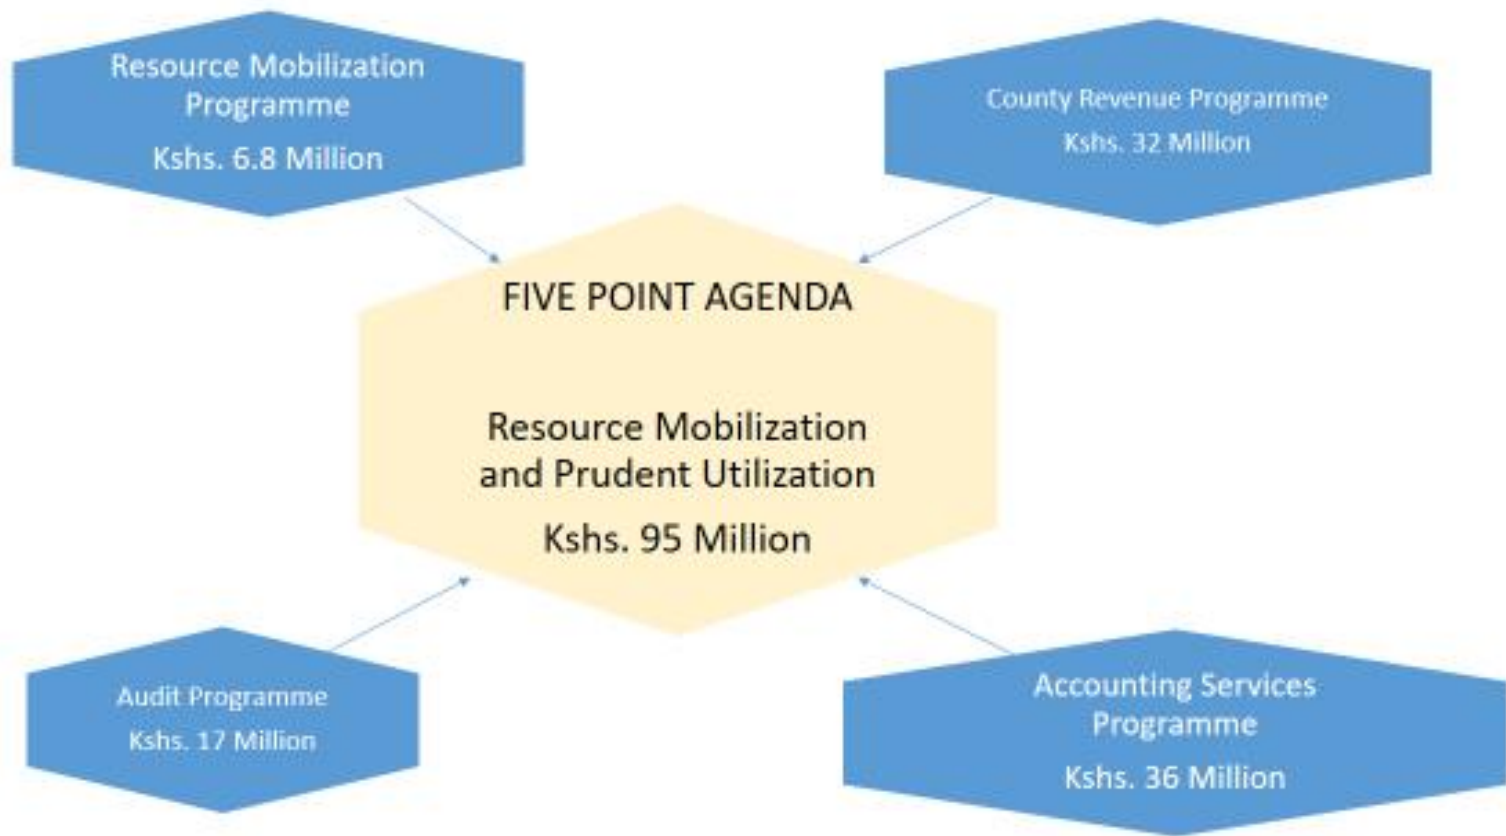 Resource Mobilization
Programme
Kshs. 6.8 Million
County Revenue Programme
Kshs. 32 Million
FIVE POINT AGENDA
Resource Mobilization
and Prudent Utilization
Kshs. 95 Million
Audit Programme
Kshs. 17 Million
Accounting Services
Programme
Kshs. 36 Million